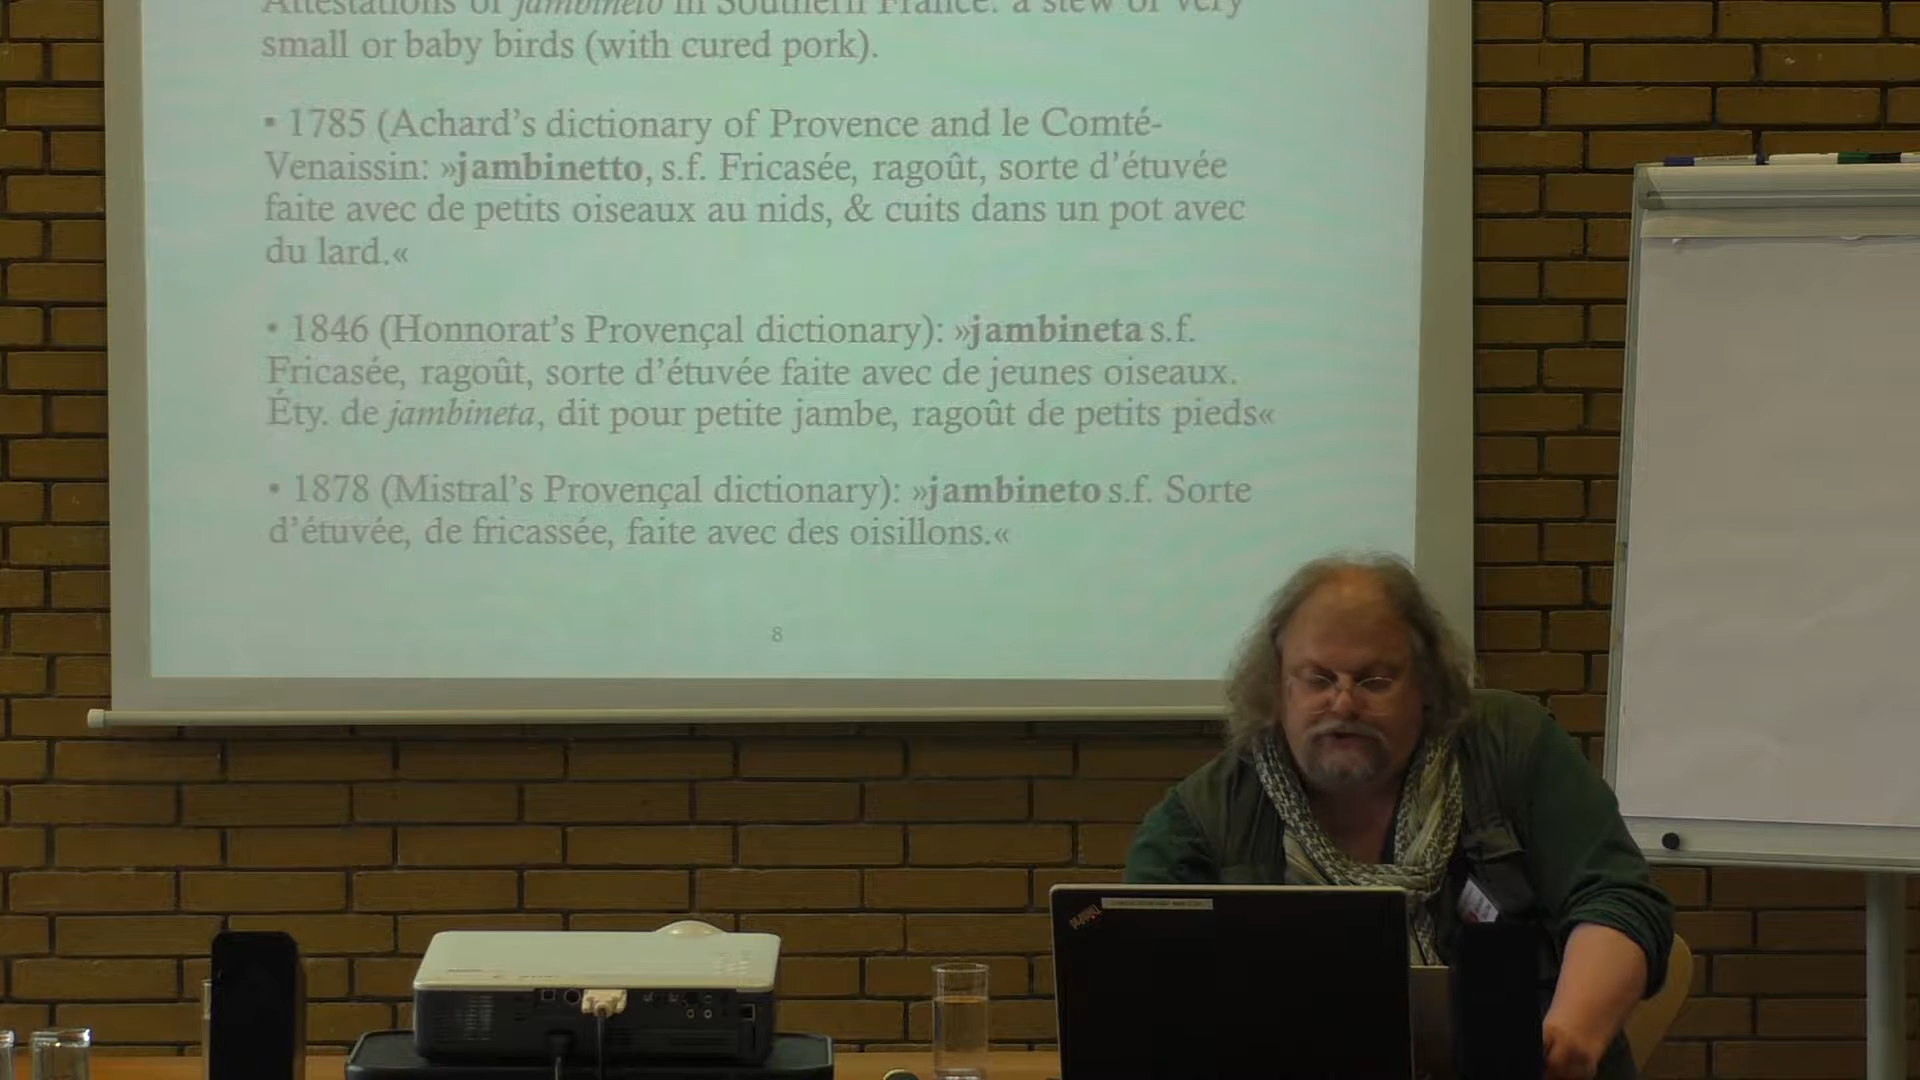 Attestations of jambineto in Southern France: a stew of very
small or baby birds (with cured pork).
• 1785 (Achard’s dictionary of Provence and le Comté-
Venaissin: »jambinetto, s.f. Fricasée, ragoût, sorte d’étuvée
faite avec de petits oiseaux au nids, & cuits dans un pot avec
du lard.«
• 1846 (Honnorat’s Provençal dictionary): »jambineta s.f.
Fricasée, ragoût, sorte d’étuvée faite avec de jeunes oiseaux.
Éty. de jambineta, dit pour petite jambe, ragoût de petits pieds«
• 1878 (Mistral’s Provençal dictionary): »jambineto s.f. Sorte
d’étuvée, de fricassée, faite avec des oisillons.«
8
ThinkPad